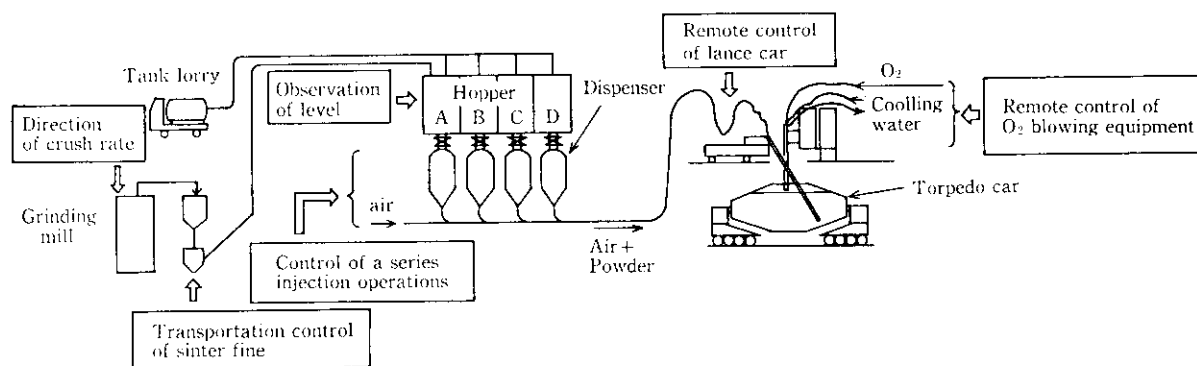 Remote control
of lance car
Tank lorry
Observation
of level
Hopper
A B C D
Dispenser
O₂
Coolling
water
Remote control of
O₂ blowing equipment
Direction
of crush rate
Grinding
mill
air
Air+
Powder
Torpedo car
Control of a series
injection operations
Transportation control
of sinter fine